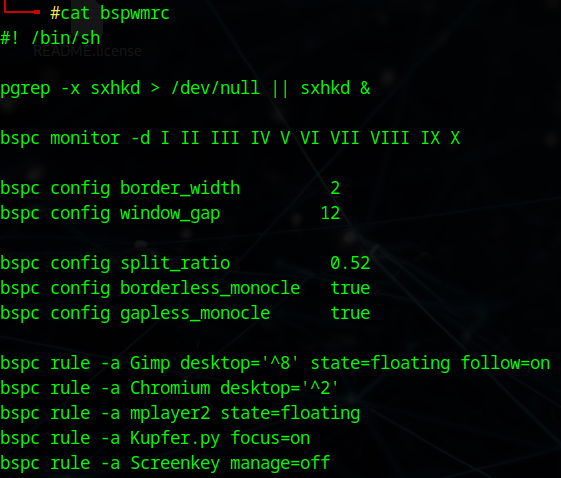 #cat bspwmrc
#! /bin/sh
README.license
pgrep -x sxhkd > /dev/null || sxhkd &
bspc monitor -d I II III IV V VI VII VIII IX X
bspc config border_width         2
bspc config window_gap          12
bspc config split_ratio          0.52
bspc config borderless_monocle   true
bspc config gapless_monocle      true
bspc rule -a Gimp desktop='^8' state=floating follow=on
bspc rule -a Chromium desktop='^2'
bspc rule -a mplayer2 state=floating
bspc rule -a Kupfer.py focus=on
bspc rule -a Screenkey manage=off